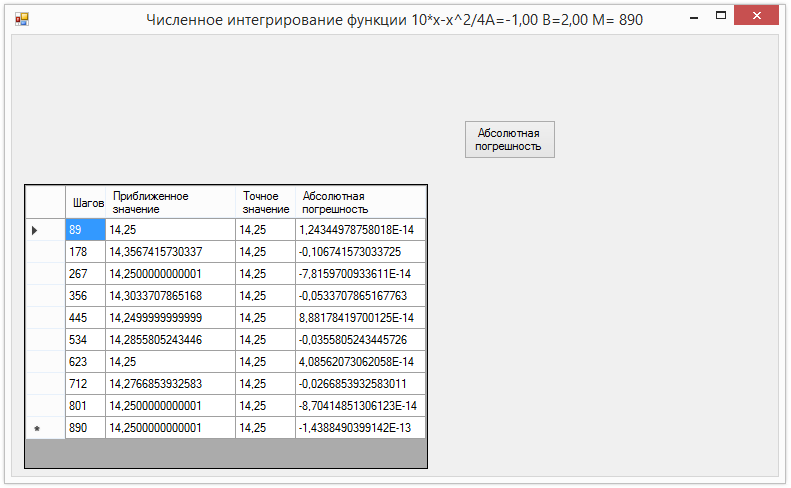 Численное интегрирование функции 10*x-x^2/4A=-1,00 B=2,00 M= 890
Абсолютная
погрешность
Шагов Приближенное значение Точное значение Абсолютная погрешность
89 14,25 14,25 1,24344978758018E-14
178 14,3567415730337 14,25 -0,106741573033725
267 14,2500000000001 14,25 -7,8159700933611E-14
356 14,3033707865168 14,25 -0,0533707865167763
445 14,2499999999999 14,25 8,88178419700125E-14
534 14,2855805243446 14,25 -0,0355805243445726
623 14,25 14,25 4,08562073062058E-14
712 14,2766853932583 14,25 -0,0266853932583011
801 14,2500000000001 14,25 -8,70414851306123E-14
890 14,2500000000001 14,25 -1,4388490399142E-13